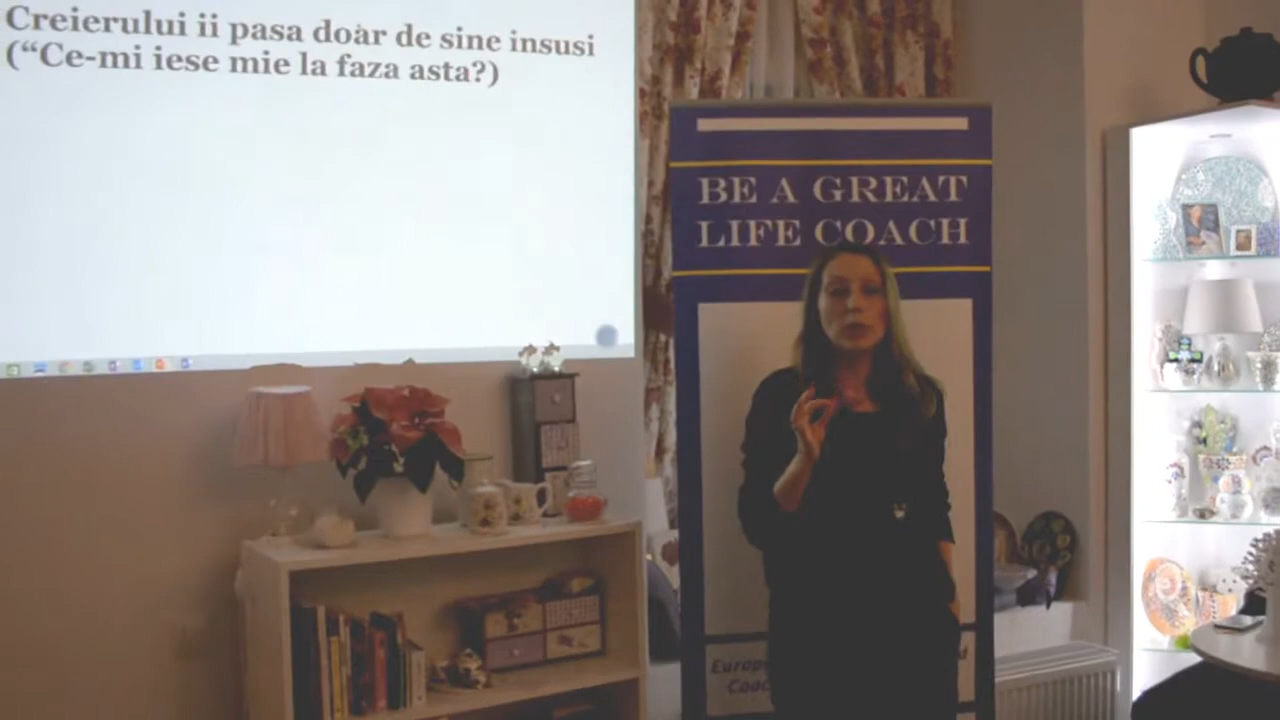 Creierului ii pasa doar de sine insusi
(“Ce-mi iese mie la faza asta?)
BE A GREAT
LIFE COACH